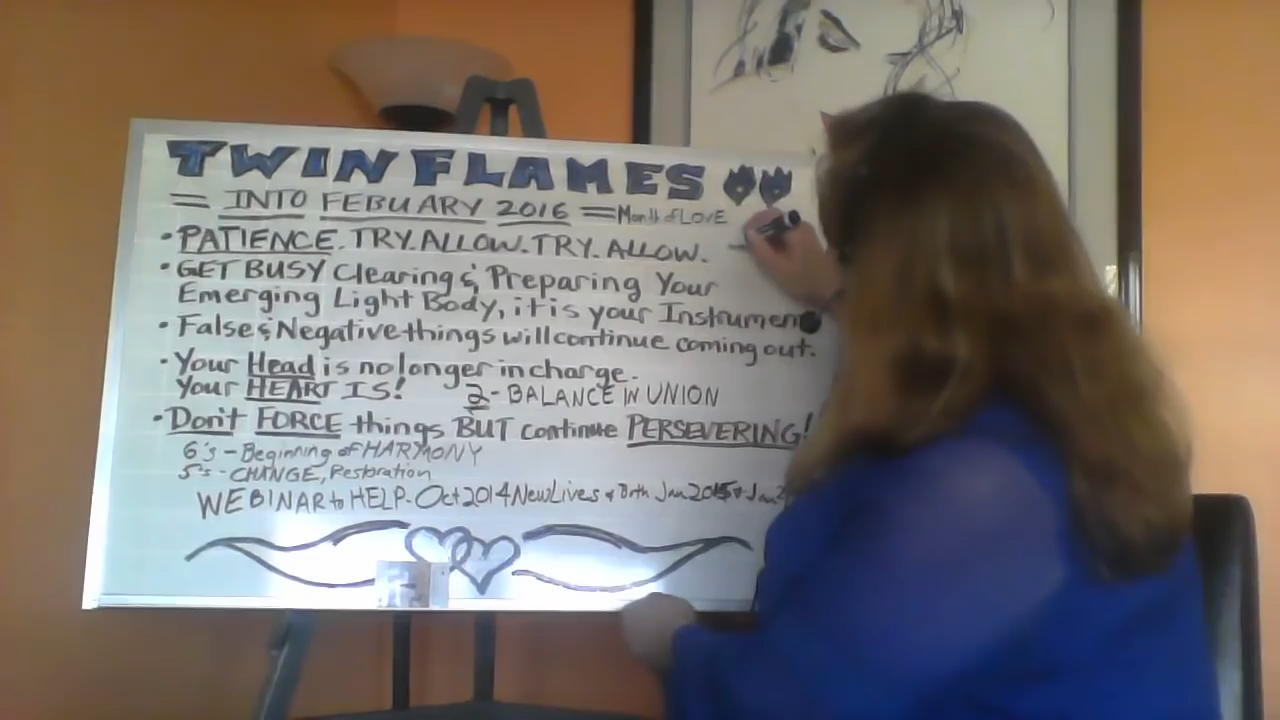 TWIN FLAMES
= INTO FEBUARY 2016 = Month of LOVE
• PATIENCE. TRY. ALLOW. TRY. ALLOW.
• GET BUSY Clearing & Preparing Your
Emerging Light Body, it is your Instrument
• False & Negative things will continue coming out.
• Your Head is no longer in charge.
Your HEART IS! 2 - BALANCE IN UNION
• Don't FORCE things BUT continue PERSEVERING!
6's - Beginning of HARMONY
5's - CHANGE, Restoration
WEBINAR to HELP - Oct 2014 New Lives & Birth Jan 2015 & Jan